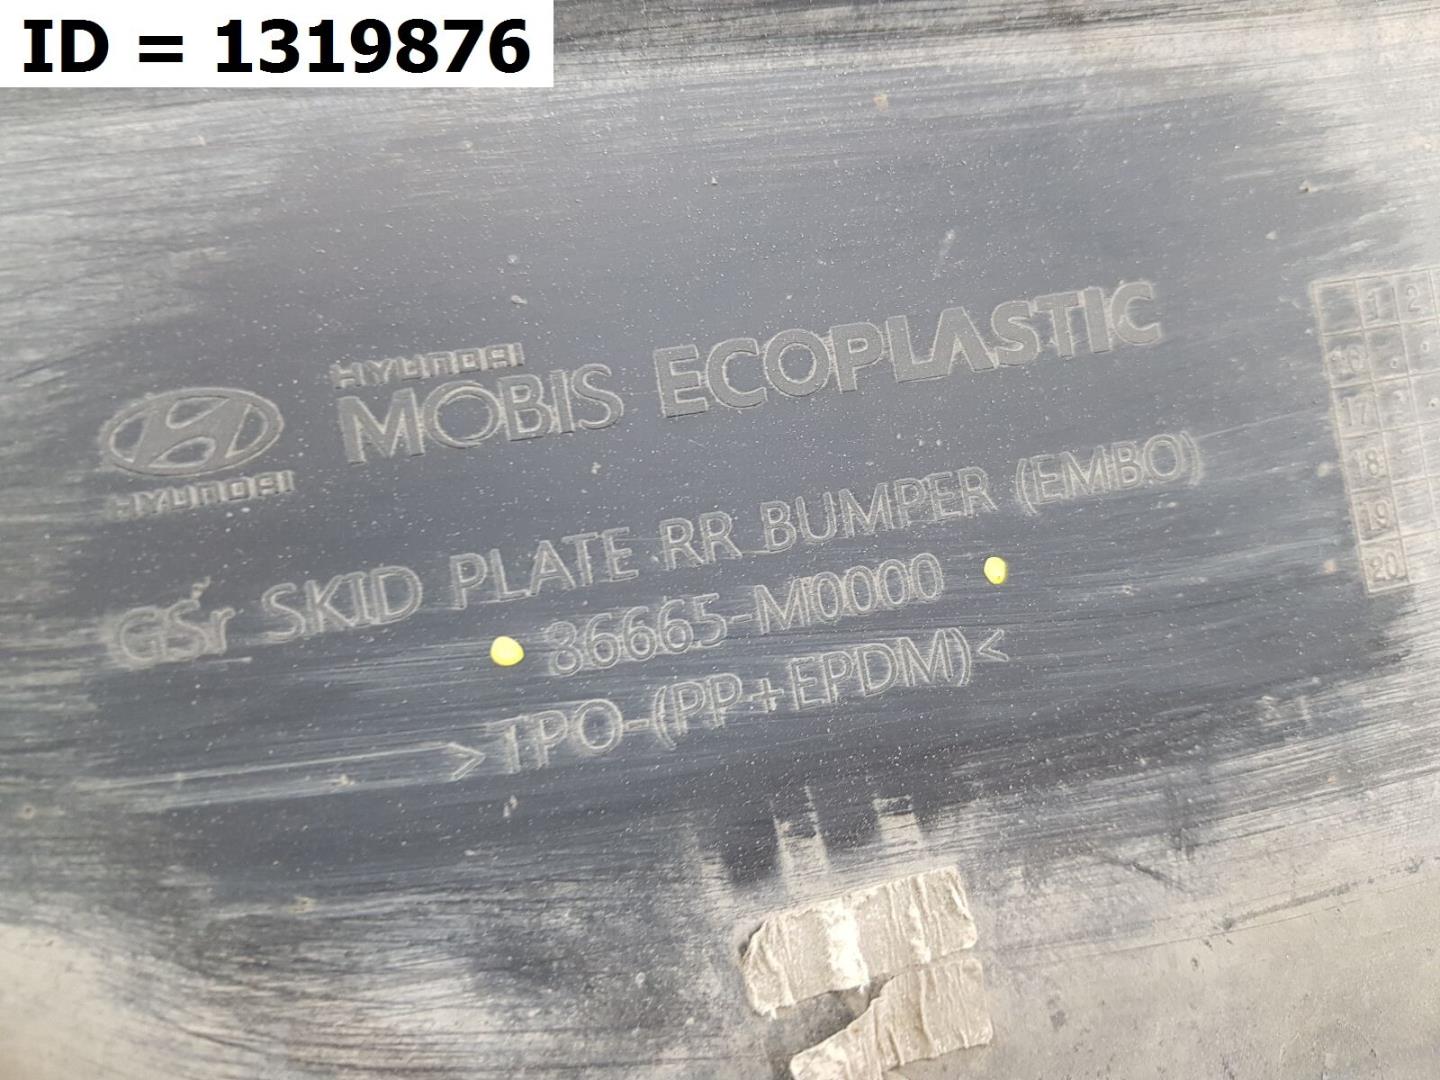 ID = 1319876
HYUNDAI
MOBIS ECOPLASTIC
HYUNDAI
GSr SKID PLATE RR BUMPER (EMBO)
86665-M0000
>TPO-(PP+EPDM)<
1 2
16
17
18
19
20